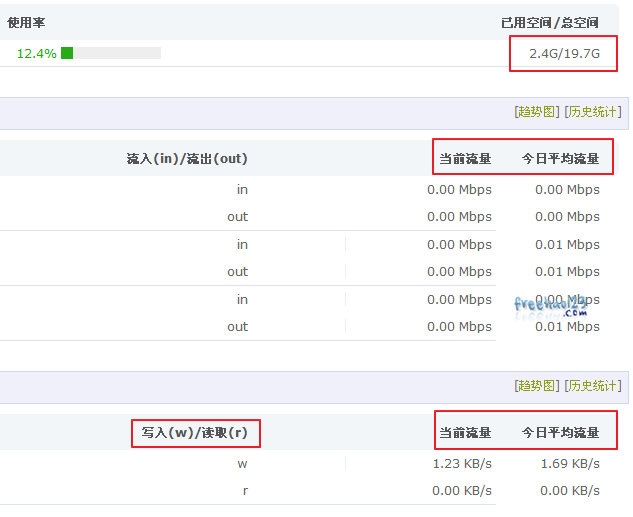 使用率 已用空间/总空间
12.4% 2.4G/19.7G
[趋势图] [历史统计]
流入(in)/流出(out) 当前流量 今日平均流量
in 0.00 Mbps 0.00 Mbps
out 0.00 Mbps 0.00 Mbps
in 0.00 Mbps 0.01 Mbps
out 0.00 Mbps 0.01 Mbps
in 0.00 Mbps 0.00 Mbps
freehao123
.com
out 0.00 Mbps 0.01 Mbps
[趋势图] [历史统计]
写入(w)/读取(r) 当前流量 今日平均流量
w 1.23 KB/s 1.69 KB/s
r 0.00 KB/s 0.00 KB/s